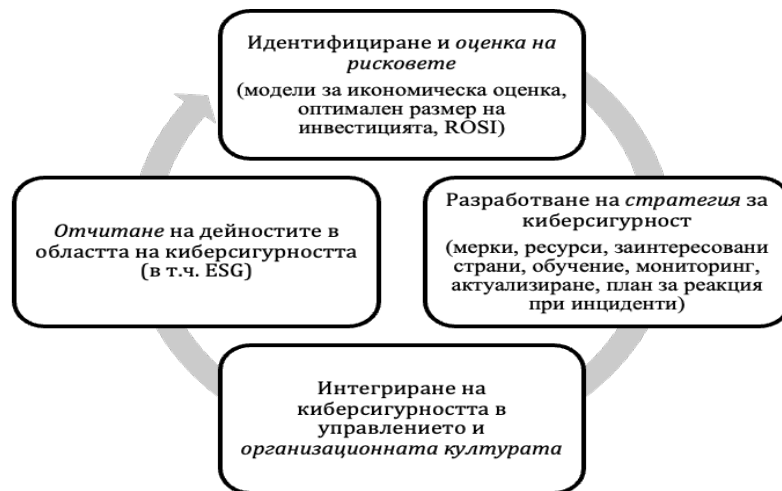 Идентифициране и оценка на
рисковете
(модели за икономическа оценка,
оптимален размер на
инвестицията, ROSI)
Разработване на стратегия за
киберсигурност
(мерки, ресурси, заинтересовани
страни, обучение, мониторинг,
актуализиране, план за реакция
при инциденти)
Интегриране на
киберсигурността в
управлението и
организационната културата
Отчитане на дейностите в
областта на киберсигурността
(в т.ч. ESG)